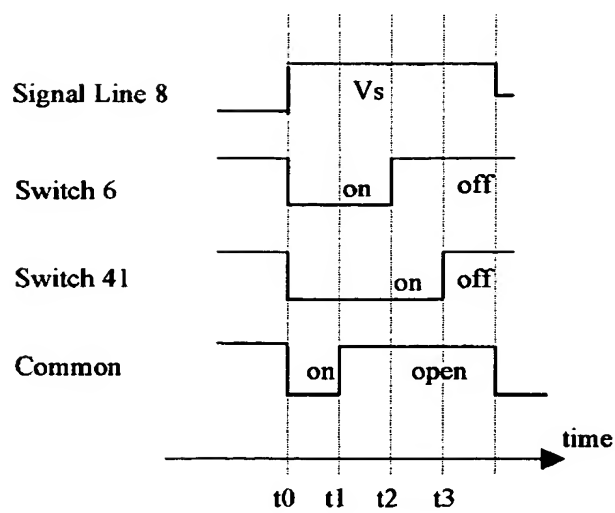 Signal Line 8
Vs
Switch 6
on
off
Switch 41
on
off
Common
on
open
time
t0
t1
t2
t3